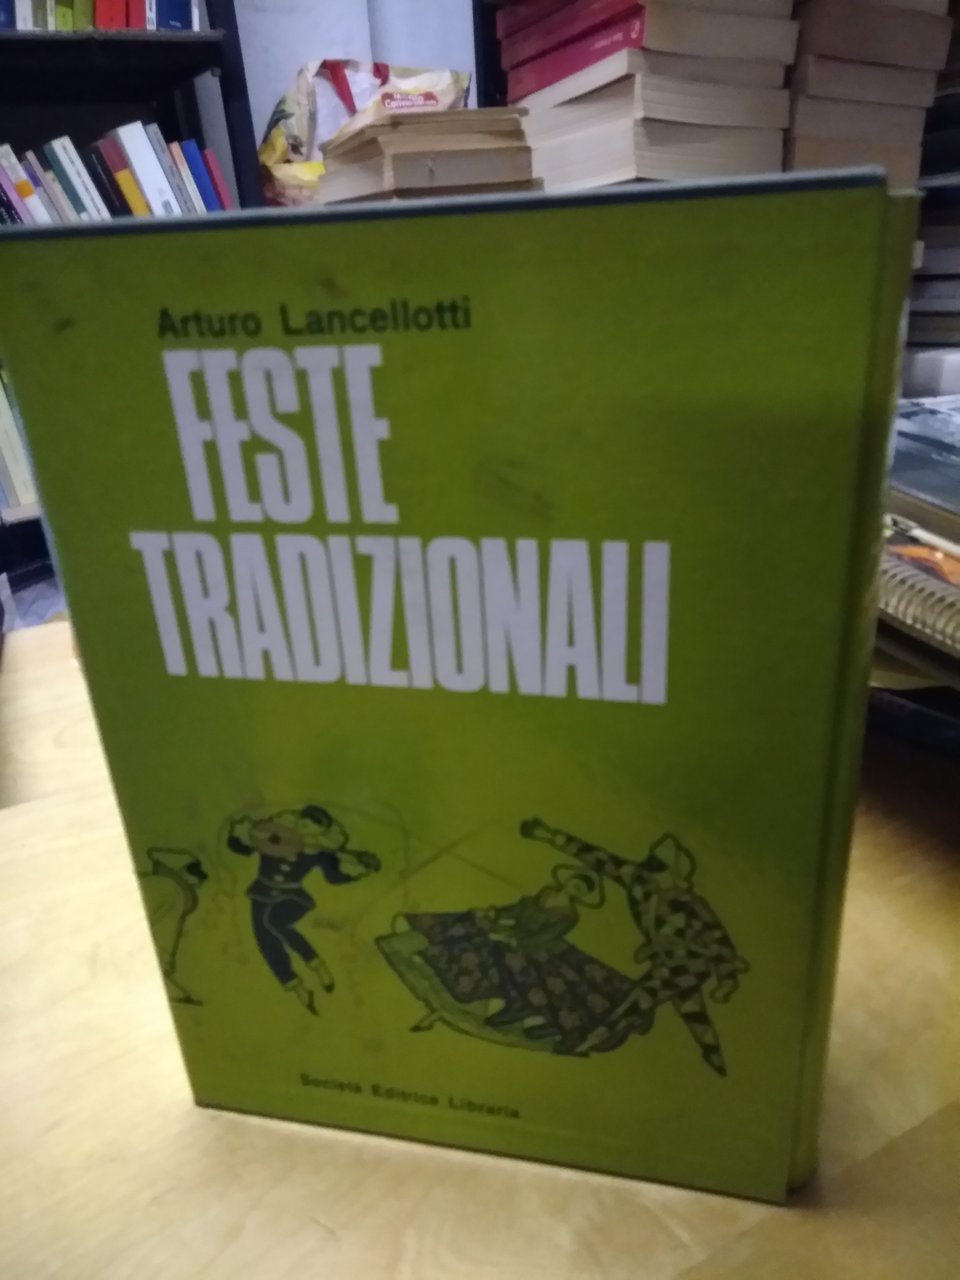 Arturo Lancellotti
FESTE
TRADIZIONALI
Società Editrice Libraria